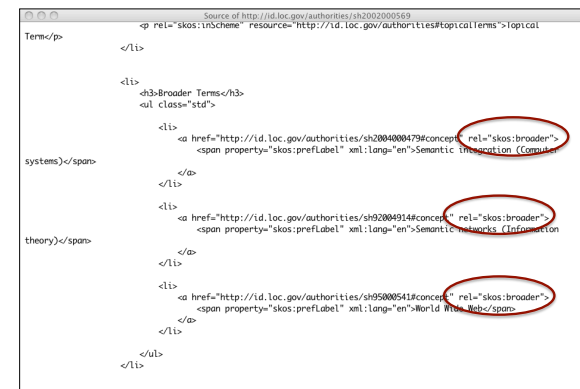 Source of http://id.loc.gov/authorities/sh2002000569
<p rel="skos:inScheme" resource="http://id.loc.gov/authorities#topicalTerms">Topical
Term</p>
</li>
<li>
<h3>Broader Terms</h3>
<ul class="std">
<li>
<a href="http://id.loc.gov/authorities/sh2004000479#concept" rel="skos:broader">
<span property="skos:prefLabel" xml:lang="en">Semantic integration (Computer
systems)</span>
</a>
</li>
<li>
<a href="http://id.loc.gov/authorities/sh92004914#concept" rel="skos:broader">
<span property="skos:prefLabel" xml:lang="en">Semantic networks (Information
theory)</span>
</a>
</li>
<li>
<a href="http://id.loc.gov/authorities/sh95000541#concept" rel="skos:broader">
<span property="skos:prefLabel" xml:lang="en">World Wide Web</span>
</a>
</li>
</ul>
</li>